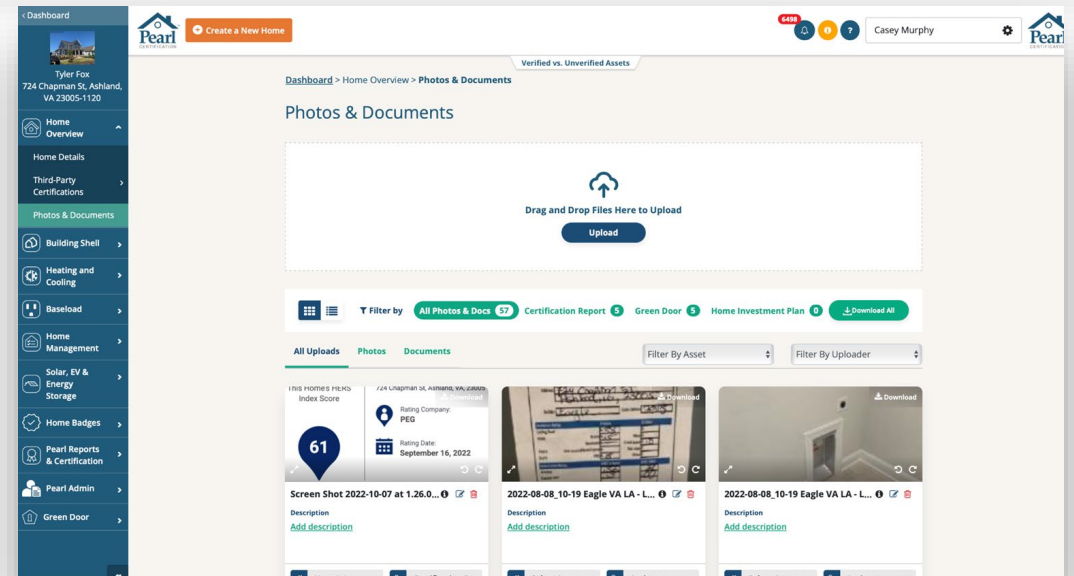 < Dashboard
Tyler Fox
724 Chapman St, Ashland,
VA 23005-1120
Home
Overview
Home Details
Third-Party
Certifications
Photos & Documents
Building Shell
Heating and
Cooling
Baseload
Home
Management
Solar, EV &
Energy
Storage
Home Badges
Pearl Reports
& Certification
Pearl Admin
Green Door
Pearl
CERTIFICATION
Create a New Home
6498
?
Casey Murphy
Pearl
Verified vs. Unverified Assets
Dashboard > Home Overview > Photos & Documents
Photos & Documents
Drag and Drop Files Here to Upload
Upload
Filter by All Photos & Docs 57 Certification Report 5 Green Door 5 Home Investment Plan 0 Download All
All Uploads Photos Documents Filter By Asset Filter By Uploader
This Home's HERS
Index Score
61
724 Chapman St, Ashland, VA, 23005
Download
Rating Company:
PEG
Rating Date:
September 16, 2022
Screen Shot 2022-10-07 at 1.26.0...
Description
Add description
Download
Eagle
2022-08-08_10-19 Eagle VA LA - L...
Description
Add description
Download
2022-08-08_10-19 Eagle VA LA - L...
Description
Add description